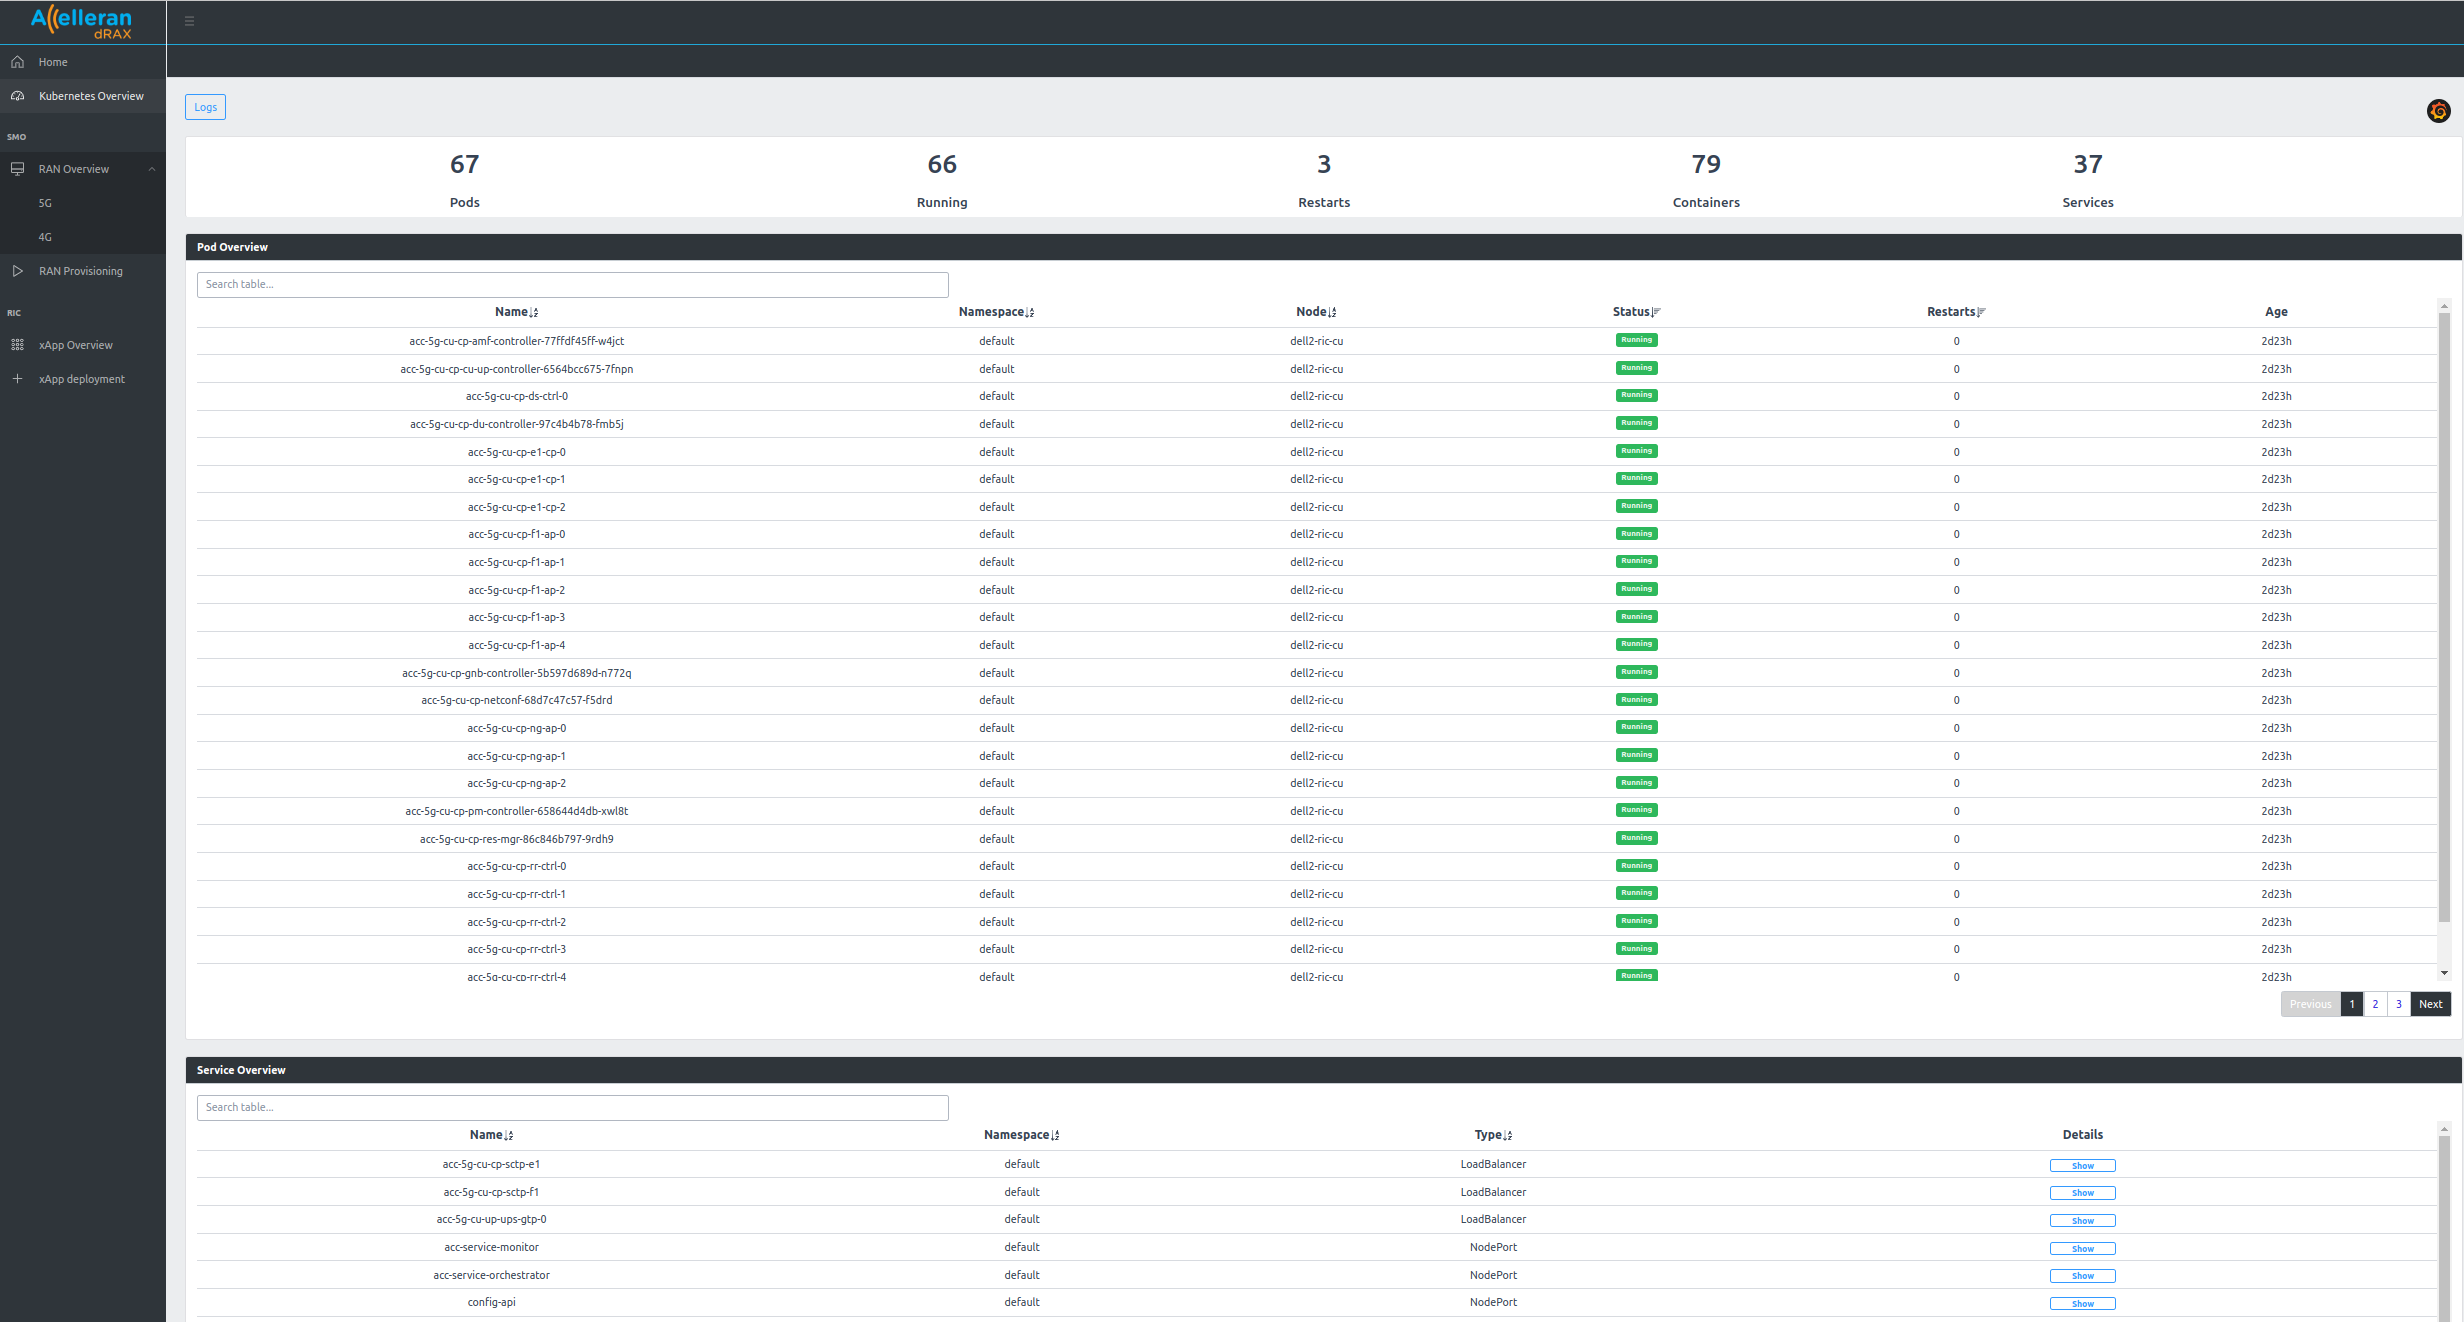 Accelleran
dRAX
Home
Kubernetes Overview
SMO
RAN Overview
5G
4G
RAN Provisioning
RIC
xApp Overview
xApp deployment
Logs
67 66 3 79 37
Pods Running Restarts Containers Services
Pod Overview
Search table...
Name Namespace Node Status Restarts Age
acc-5g-cu-cp-amf-controller-77ffdf45ff-w4jct default dell2-ric-cu Running 0 2d23h
acc-5g-cu-cp-cu-up-controller-6564bcc675-7fnpn default dell2-ric-cu Running 0 2d23h
acc-5g-cu-cp-ds-ctrl-0 default dell2-ric-cu Running 0 2d23h
acc-5g-cu-cp-du-controller-97c4b4b78-fmb5j default dell2-ric-cu Running 0 2d23h
acc-5g-cu-cp-e1-cp-0 default dell2-ric-cu Running 0 2d23h
acc-5g-cu-cp-e1-cp-1 default dell2-ric-cu Running 0 2d23h
acc-5g-cu-cp-e1-cp-2 default dell2-ric-cu Running 0 2d23h
acc-5g-cu-cp-f1-ap-0 default dell2-ric-cu Running 0 2d23h
acc-5g-cu-cp-f1-ap-1 default dell2-ric-cu Running 0 2d23h
acc-5g-cu-cp-f1-ap-2 default dell2-ric-cu Running 0 2d23h
acc-5g-cu-cp-f1-ap-3 default dell2-ric-cu Running 0 2d23h
acc-5g-cu-cp-f1-ap-4 default dell2-ric-cu Running 0 2d23h
acc-5g-cu-cp-gnb-controller-5b597d689d-n772q default dell2-ric-cu Running 0 2d23h
acc-5g-cu-cp-netconf-68d7c47c57-f5drd default dell2-ric-cu Running 0 2d23h
acc-5g-cu-cp-ng-ap-0 default dell2-ric-cu Running 0 2d23h
acc-5g-cu-cp-ng-ap-1 default dell2-ric-cu Running 0 2d23h
acc-5g-cu-cp-ng-ap-2 default dell2-ric-cu Running 0 2d23h
acc-5g-cu-cp-pm-controller-658644d4db-xwl8t default dell2-ric-cu Running 0 2d23h
acc-5g-cu-cp-res-mgr-86c846b797-9rdh9 default dell2-ric-cu Running 0 2d23h
acc-5g-cu-cp-rr-ctrl-0 default dell2-ric-cu Running 0 2d23h
acc-5g-cu-cp-rr-ctrl-1 default dell2-ric-cu Running 0 2d23h
acc-5g-cu-cp-rr-ctrl-2 default dell2-ric-cu Running 0 2d23h
acc-5g-cu-cp-rr-ctrl-3 default dell2-ric-cu Running 0 2d23h
acc-5g-cu-cp-rr-ctrl-4 default dell2-ric-cu Running 0 2d23h
Previous 1 2 3 Next
Service Overview
Search table...
Name Namespace Type Details
acc-5g-cu-cp-sctp-e1 default LoadBalancer Show
acc-5g-cu-cp-sctp-f1 default LoadBalancer Show
acc-5g-cu-up-ups-gtp-0 default LoadBalancer Show
acc-service-monitor default NodePort Show
acc-service-orchestrator default NodePort Show
config-api default NodePort Show